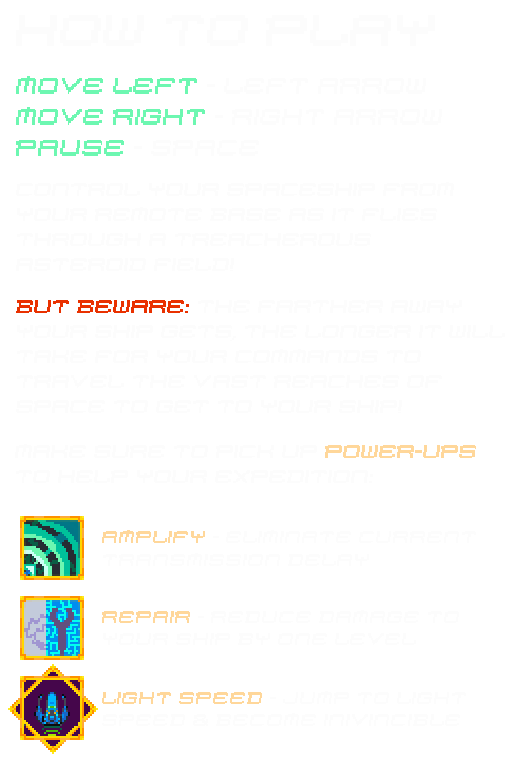 HOW TO PLAY
MOVE LEFT - LEFT ARROW
MOVE RIGHT - RIGHT ARROW
PAUSE - SPACE
CONTROL YOUR SPACESHIP FROM
YOUR REMOTE BASE AS IT FLIES
THROUGH A TREACHEROUS
ASTEROID FIELD!
BUT BEWARE: THE FARTHER AWAY
YOUR SHIP GETS, THE LONGER IT WILL
TAKE FOR YOUR COMMANDS TO
TRAVEL THE VAST REACHES OF
SPACE TO GET TO YOUR SHIP!
MAKE SURE TO PICK UP POWER-UPS
TO HELP YOUR EXPEDITION:
AMPLIFY - ELIMINATE CURRENT
TRANSMISSION DELAY!
REPAIR - REDUCE DAMAGE TO
YOUR SHIP BY ONE LEVEL
LIGHT SPEED - JUMP TO LIGHT
SPEED & BECOME INVINCIBLE